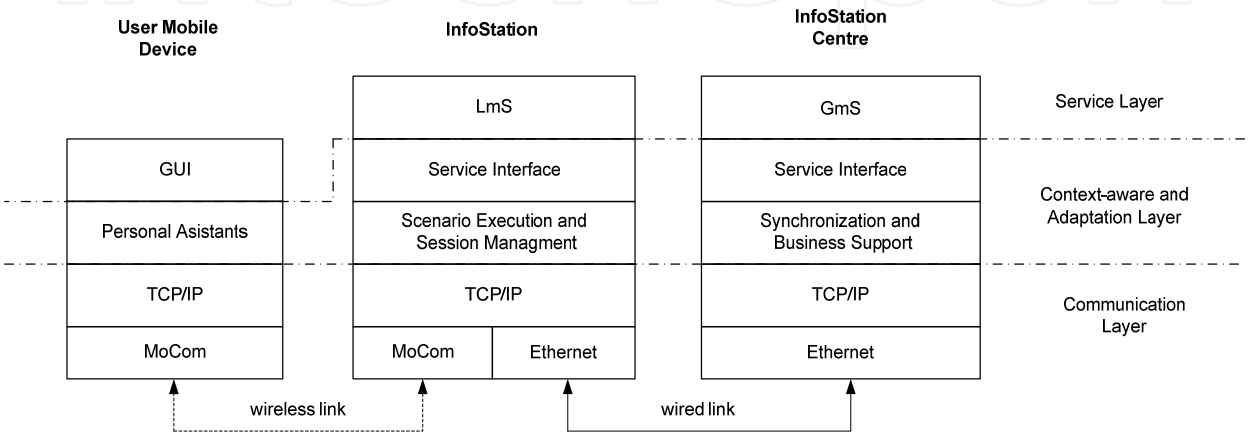 User Mobile
Device
InfoStation
InfoStation
Centre
LmS
GmS
Service Layer
GUI
Service Interface
Service Interface
Context-aware and
Adaptation Layer
Personal Asistants
Scenario Execution and
Session Managment
Synchronization and
Business Support
TCP/IP
TCP/IP
TCP/IP
Communication
Layer
MoCom
MoCom
Ethernet
Ethernet
wireless link
wired link